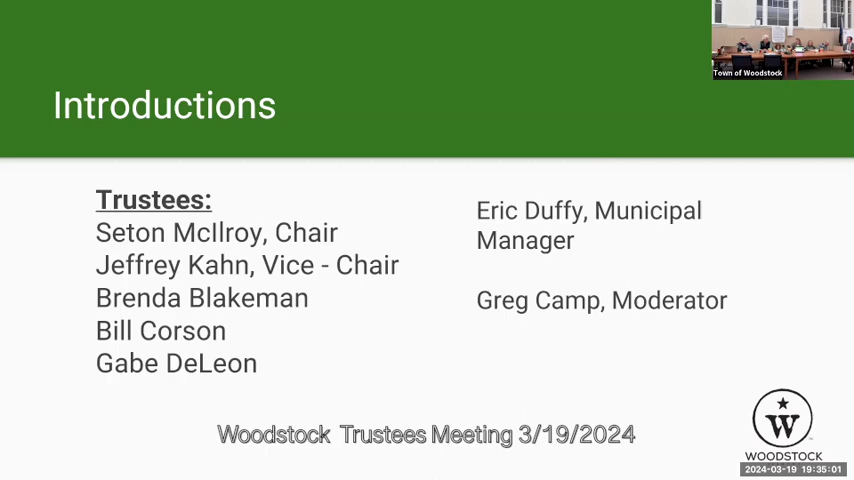 Town of Woodstock
Introductions
Trustees:
Seton McIlroy, Chair
Jeffrey Kahn, Vice - Chair
Brenda Blakeman
Bill Corson
Gabe DeLeon
Eric Duffy, Municipal
Manager
Greg Camp, Moderator
Woodstock Trustees Meeting 3/19/2024
W
WOODSTOCK
2024-03-19 19:35:01